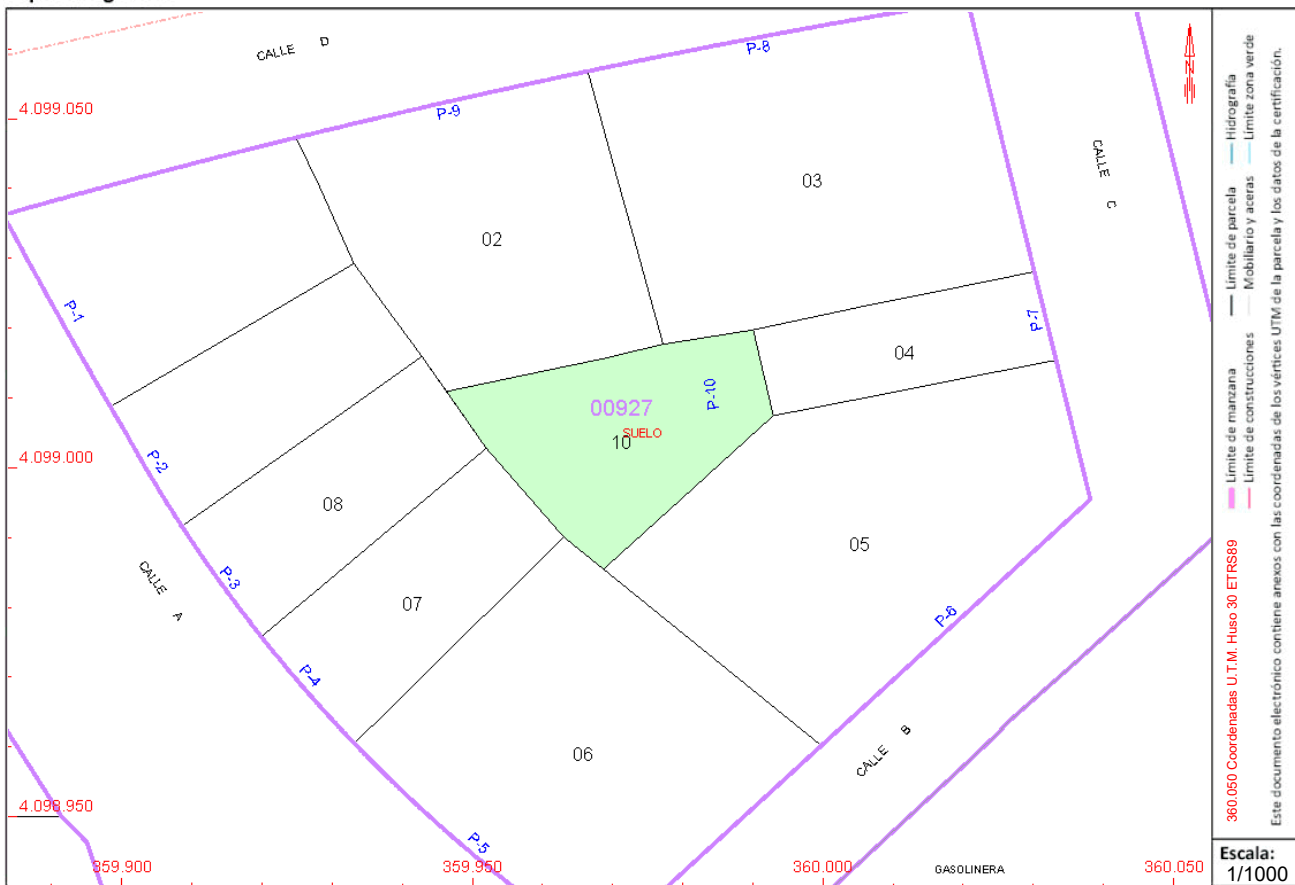 CALLE D
P-8
4.099.050
P-9
CALLE C
03
02
P-1
P-7
04
P-10
00927
SUELO
10
4.099.000
P-2
08
CALLE A
P-3
05
07
P-6
P-4
06
CALLE B
4.098.950
P-5
359.900
359.950
360.000
GASOLINERA
360.050
N
Límite de manzana
Límite de parcela
Hidrografía
Límite de construcciones
Mobiliario y aceras
Límite zona verde
360.050 Coordenadas U.T.M. Huso 30 ETRS89
Este documento electrónico contiene anexos con las coordenadas de los vértices UTM de la parcela y los datos de la certificación.
Escala:
1/1000